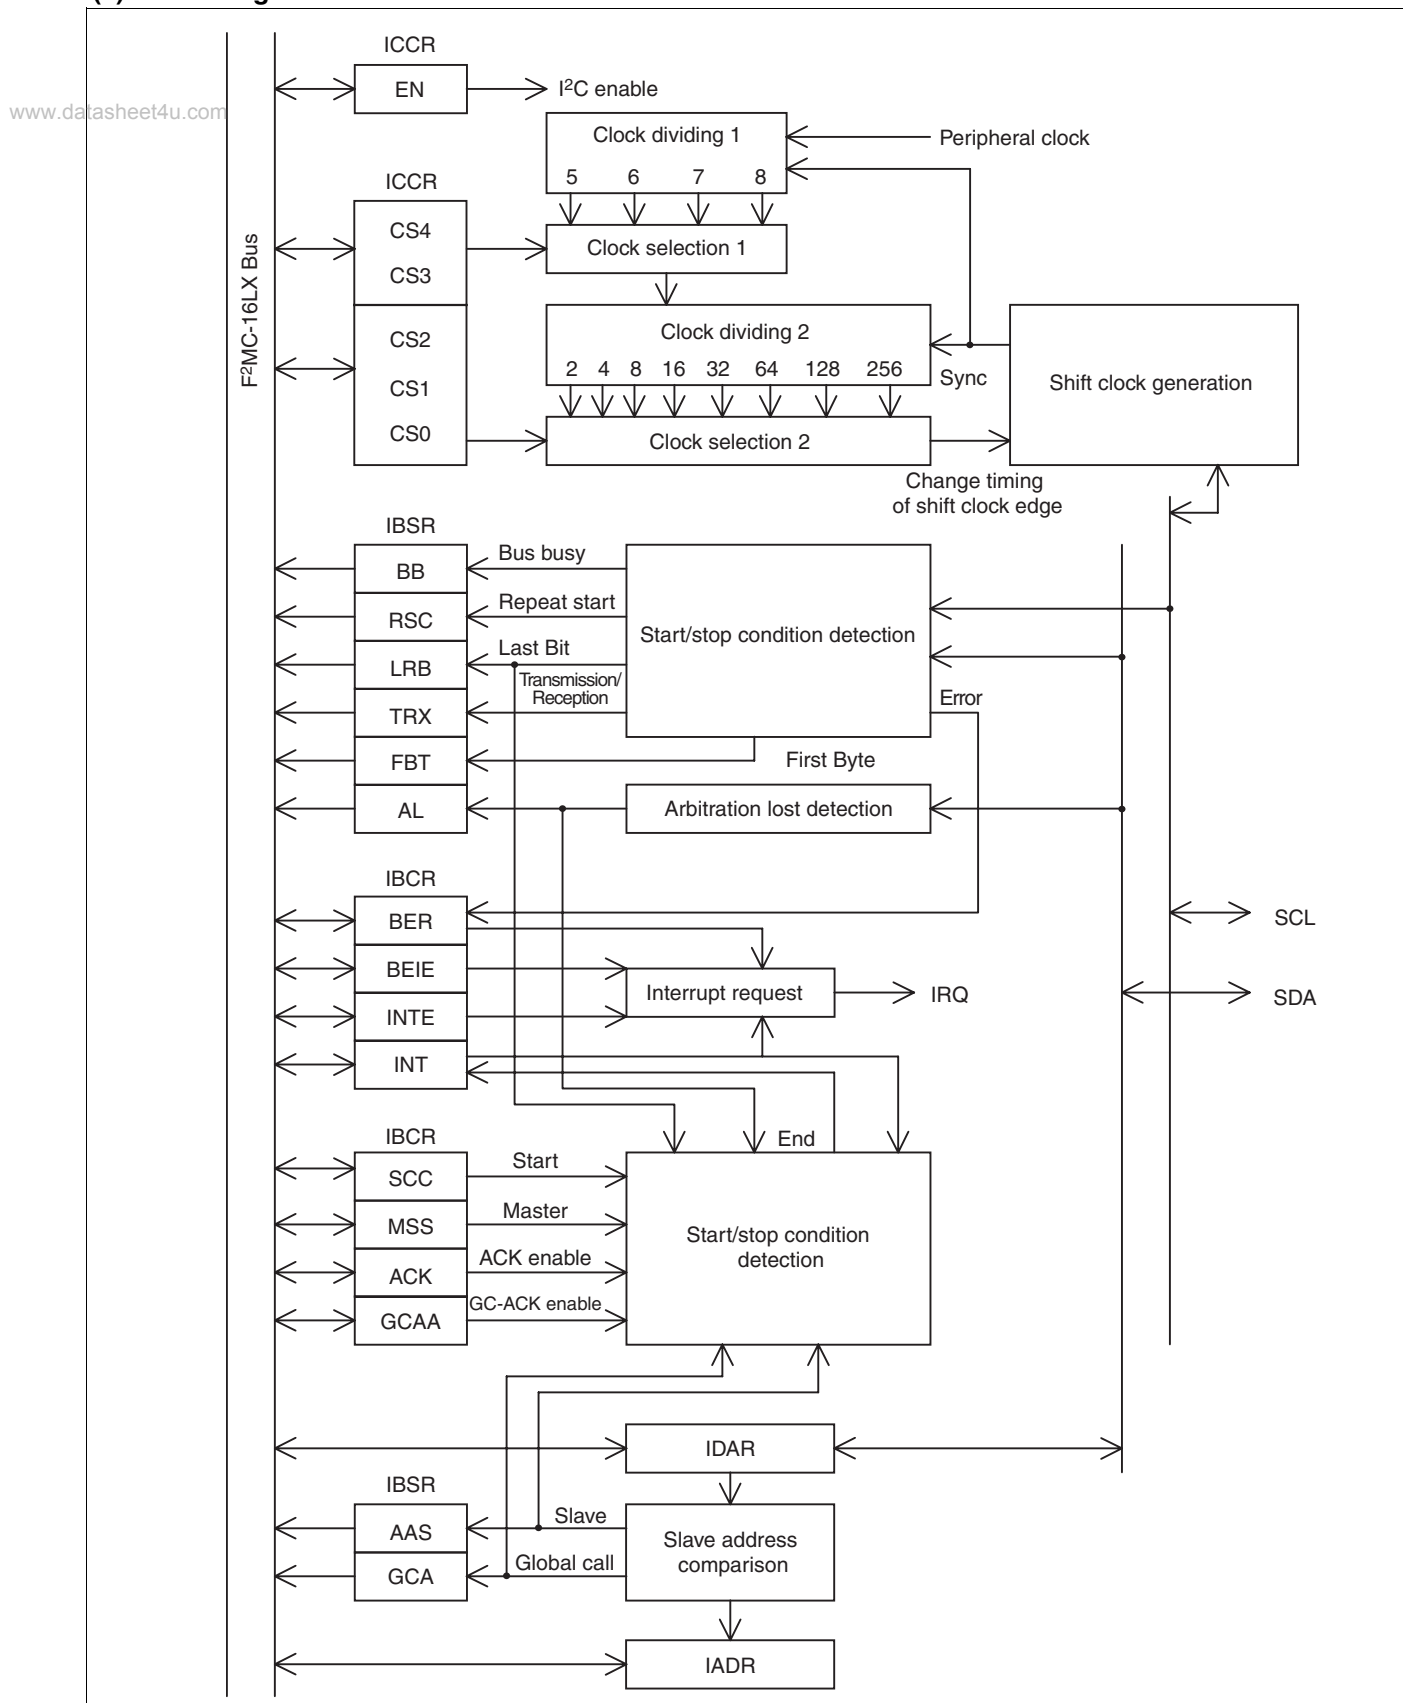 ICCR
EN
I²C enable
www.datasheet4u.com
Clock dividing 1
Peripheral clock
5 6 7 8
ICCR
CS4
CS3
Clock selection 1
F²MC-16LX Bus
CS2
CS1
CS0
Clock dividing 2
2 4 8 16 32 64 128 256
Sync
Shift clock generation
Clock selection 2
Change timing
of shift clock edge
IBSR
BB
Bus busy
RSC
Repeat start
Start/stop condition detection
LRB
Last Bit
Transmission/
Reception
TRX
Error
FBT
First Byte
AL
Arbitration lost detection
IBCR
BER
SCL
BEIE
Interrupt request
IRQ
SDA
INTE
INT
IBCR
End
SCC
Start
MSS
Master
Start/stop condition
detection
ACK
ACK enable
GCAA
GC-ACK enable
IDAR
IBSR
AAS
Slave
Slave address
comparison
GCA
Global call
IADR